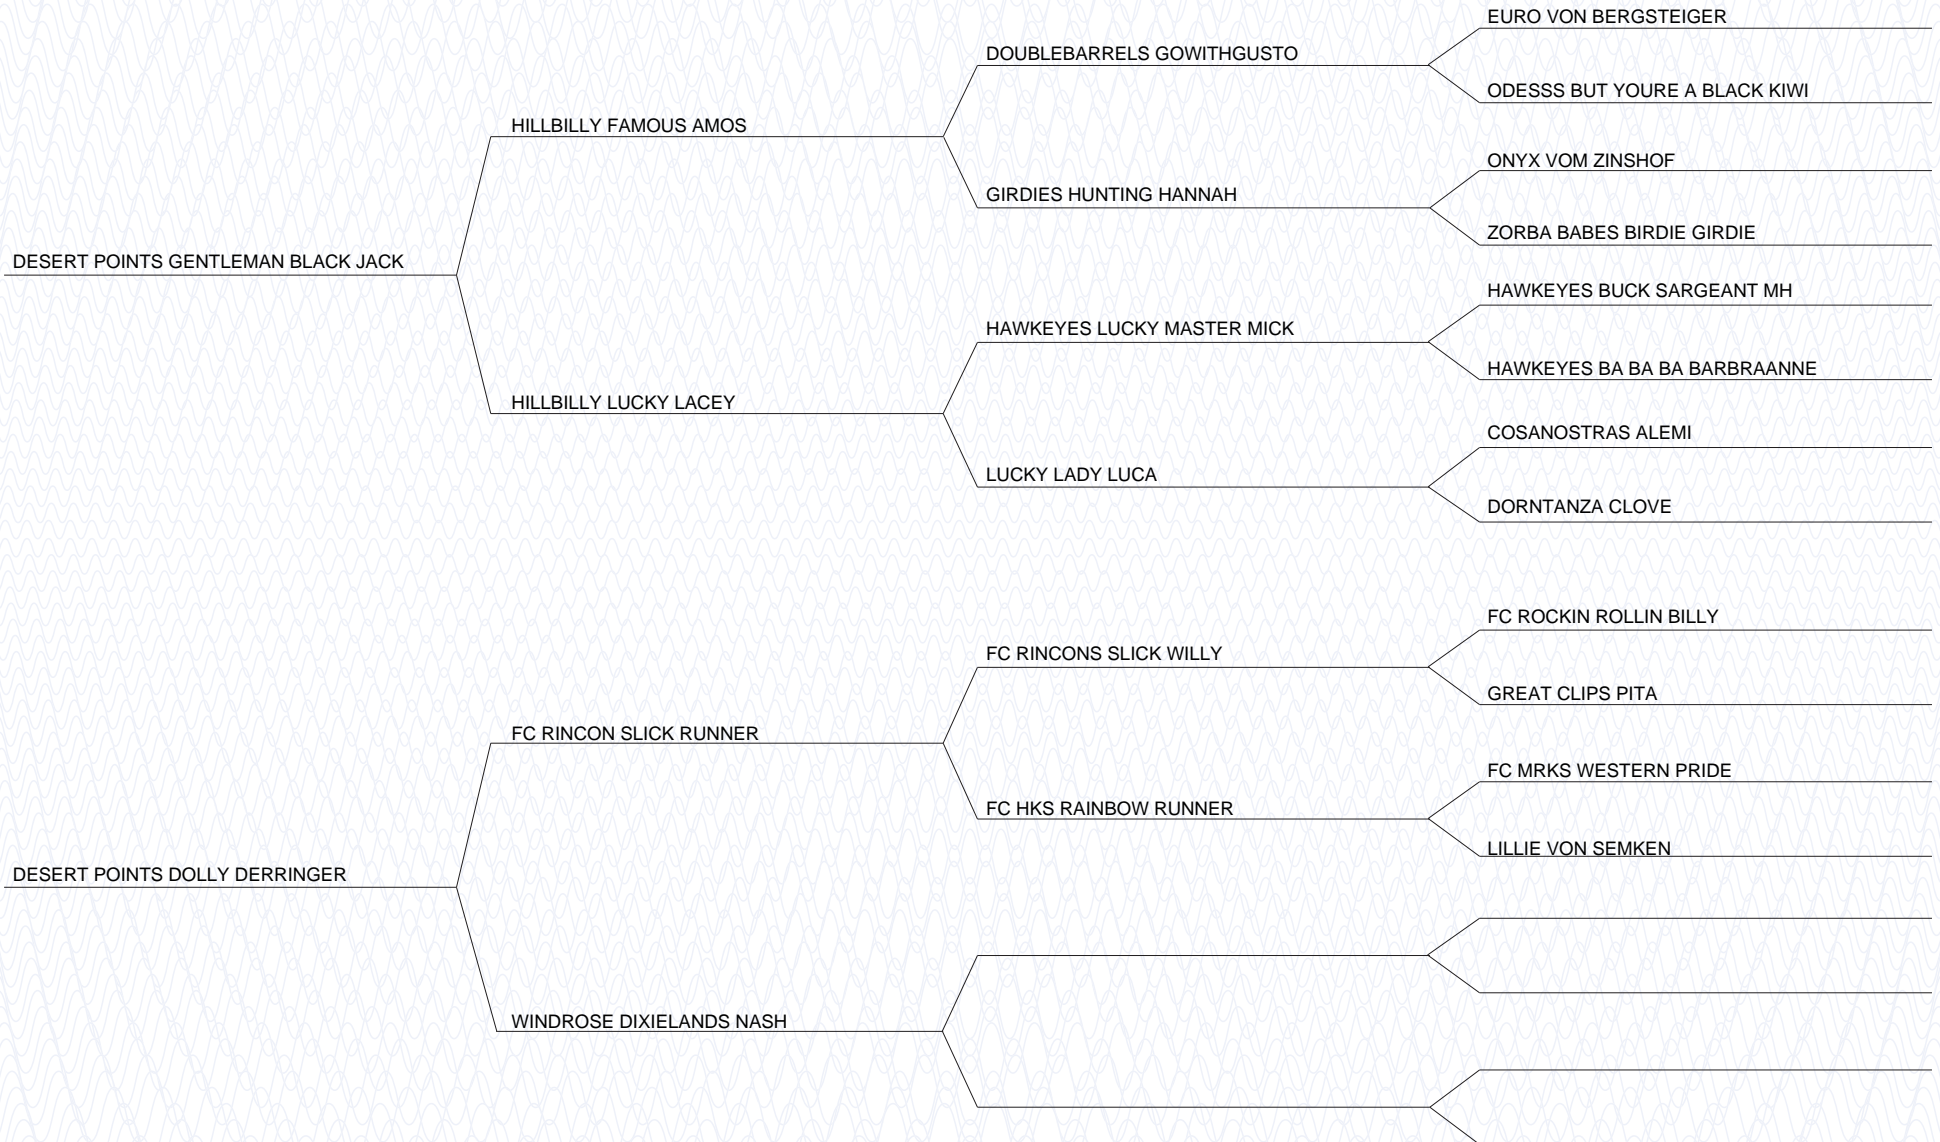 EURO VON BERGSTEIGER
DOUBLEBARRELS GOWITHGUSTO
ODESSS BUT YOURE A BLACK KIWI
HILLBILLY FAMOUS AMOS
ONYX VOM ZINSHOF
GIRDIES HUNTING HANNAH
ZORBA BABES BIRDIE GIRDIE
DESERT POINTS GENTLEMAN BLACK JACK
HAWKEYES BUCK SARGEANT MH
HAWKEYES LUCKY MASTER MICK
HAWKEYES BA BA BA BARBRAANNE
HILLBILLY LUCKY LACEY
COSANOSTRAS ALEMI
LUCKY LADY LUCA
DORNTANZA CLOVE
FC ROCKIN ROLLIN BILLY
FC RINCONS SLICK WILLY
GREAT CLIPS PITA
FC RINCON SLICK RUNNER
FC MRKS WESTERN PRIDE
FC HKS RAINBOW RUNNER
LILLIE VON SEMKEN
DESERT POINTS DOLLY DERRINGER
WINDROSE DIXIELANDS NASH